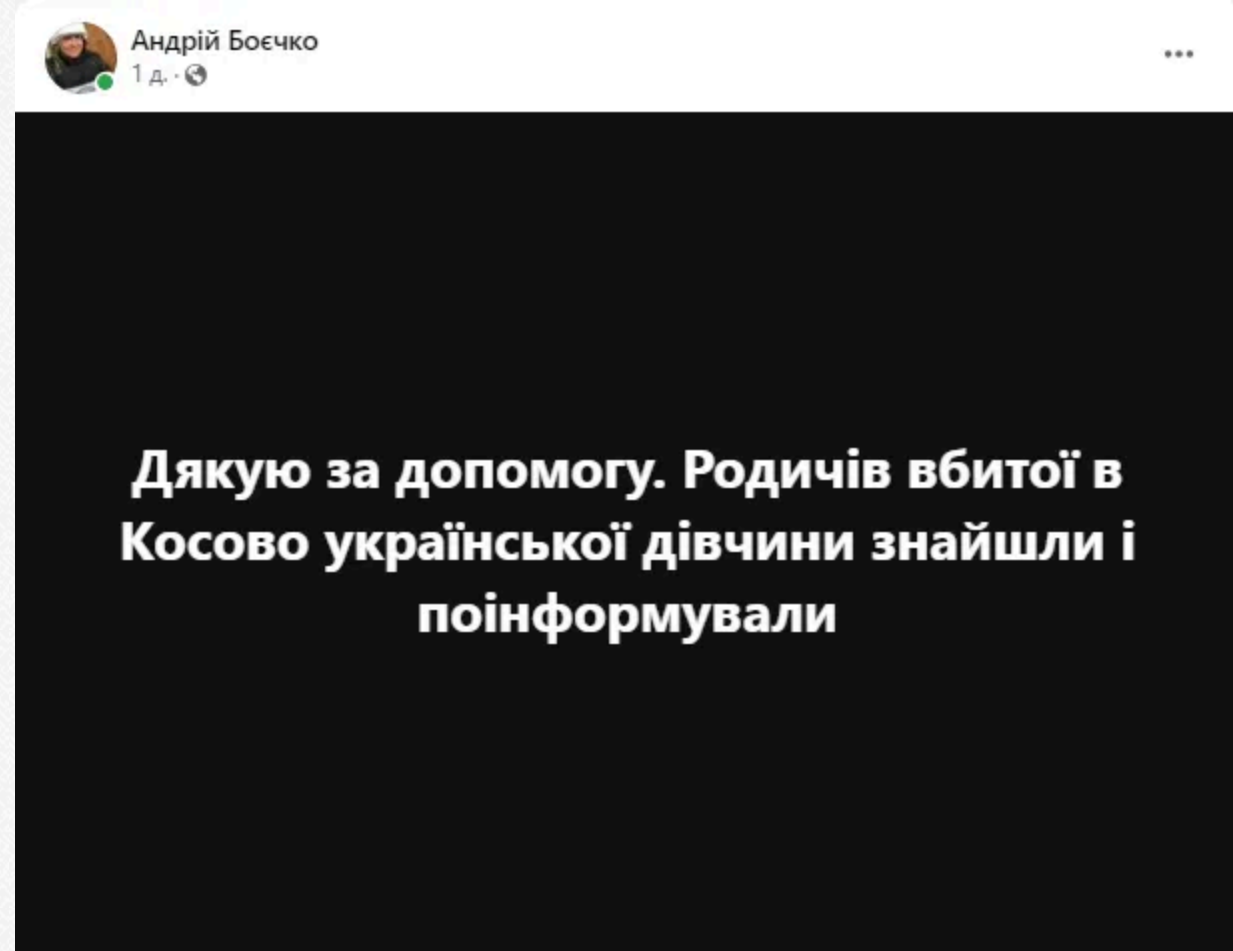 Андрій Боєчко
1 д. ·
Дякую за допомогу. Родичів вбитої в
Косово української дівчини знайшли і
поінформували